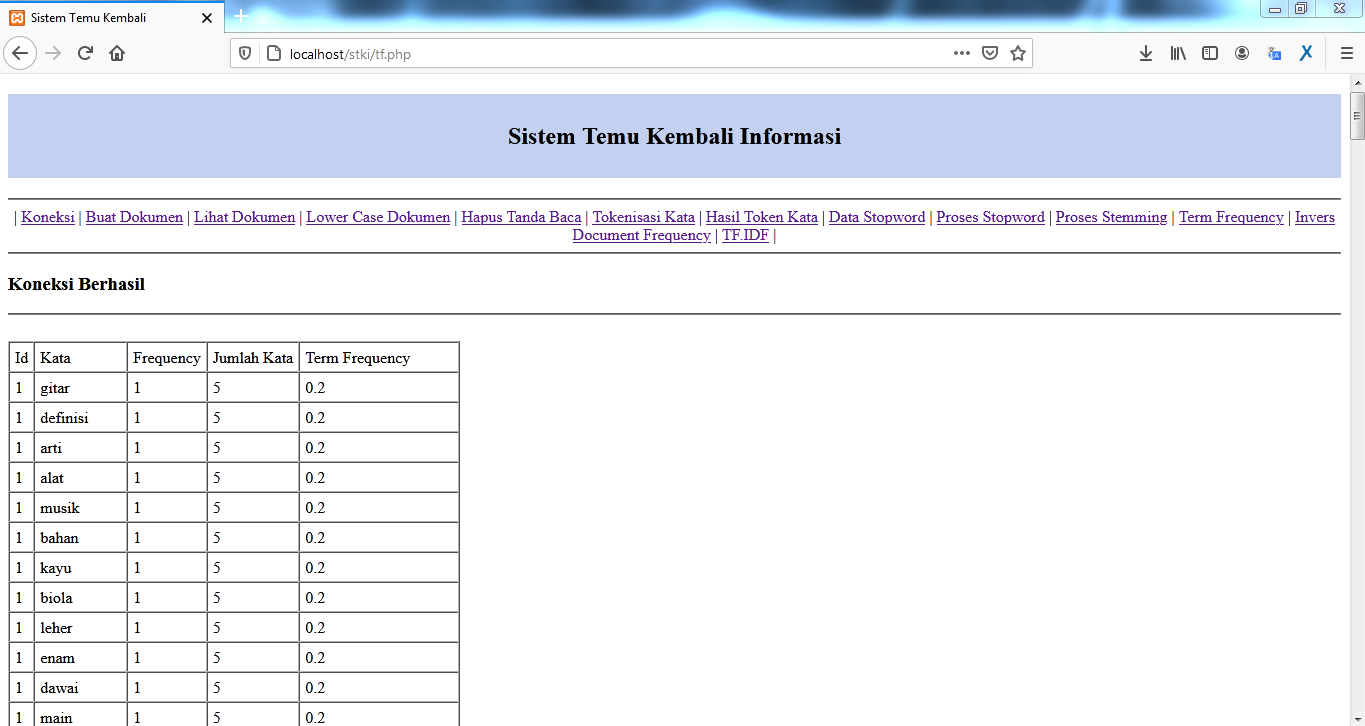 Sistem Temu Kembali
localhost/stki/tf.php
Sistem Temu Kembali Informasi
| Koneksi | Buat Dokumen | Lihat Dokumen | Lower Case Dokumen | Hapus Tanda Baca | Tokenisasi Kata | Hasil Token Kata | Data Stopword | Proses Stopword | Proses Stemming | Term Frequency | Invers
Document Frequency | TF.IDF |
Koneksi Berhasil
Id Kata Frequency Jumlah Kata Term Frequency
1 gitar 1 5 0.2
1 definisi 1 5 0.2
1 arti 1 5 0.2
1 alat 1 5 0.2
1 musik 1 5 0.2
1 bahan 1 5 0.2
1 kayu 1 5 0.2
1 biola 1 5 0.2
1 leher 1 5 0.2
1 enam 1 5 0.2
1 dawai 1 5 0.2
1 main 1 5 0.2